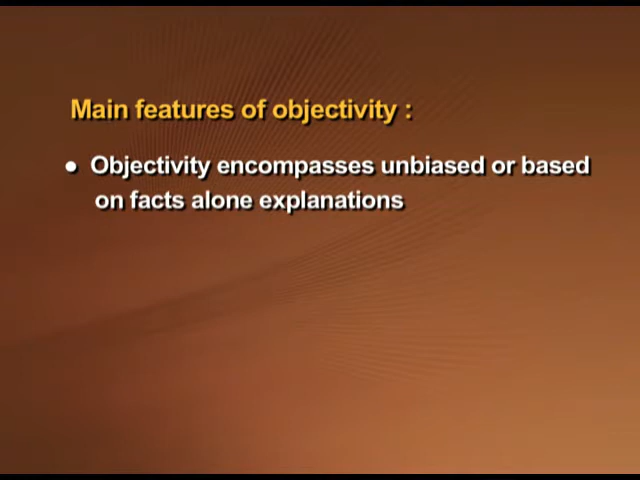 Main features of objectivity :
● Objectivity encompasses unbiased or based
on facts alone explanations